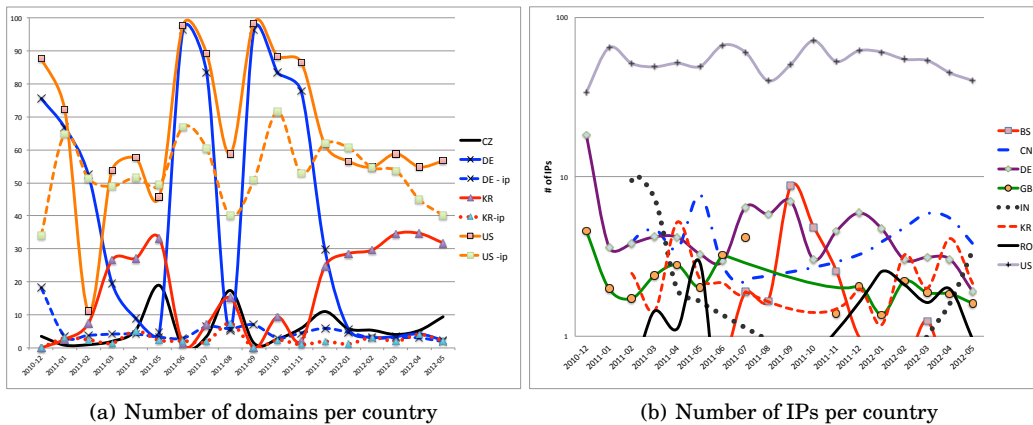 100
90
80
70
60
50
40
30
20
10
0
2010-12
2011-01
2011-02
2011-03
2011-04
2011-05
2011-06
2011-07
2011-08
2011-09
2011-10
2011-11
2011-12
2012-01
2012-02
2012-03
2012-04
2012-05
CZ
DE
DE - ip
KR
KR-ip
US
US -ip
(a) Number of domains per country
# of IPs
100
10
1
2010-12
2011-01
2011-02
2011-03
2011-04
2011-05
2011-06
2011-07
2011-08
2011-09
2011-10
2011-11
2011-12
2012-01
2012-02
2012-03
2012-04
2012-05
BS
CN
DE
GB
IN
KR
RO
US
(b) Number of IPs per country